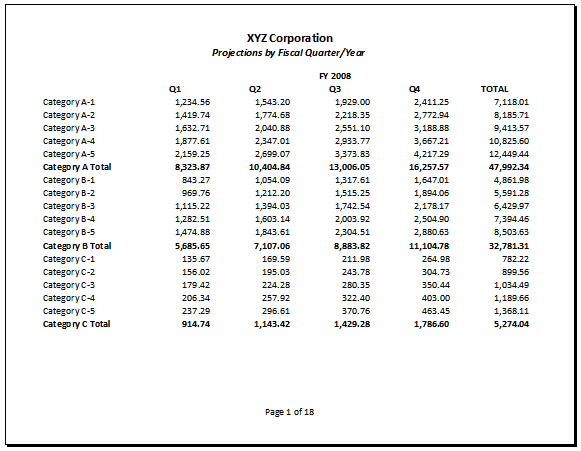 XYZ Corporation
Projections by Fiscal Quarter/Year
FY 2008
Q1 Q2 Q3 Q4 TOTAL
Category A-1 1,234.56 1,543.20 1,929.00 2,411.25 7,118.01
Category A-2 1,419.74 1,774.68 2,218.35 2,772.94 8,185.71
Category A-3 1,632.71 2,040.88 2,551.10 3,188.88 9,413.57
Category A-4 1,877.61 2,347.01 2,933.77 3,667.21 10,825.60
Category A-5 2,159.25 2,699.07 3,373.83 4,217.29 12,449.44
Category A Total 8,323.87 10,404.84 13,006.05 16,257.57 47,992.34
Category B-1 843.27 1,054.09 1,317.61 1,647.01 4,861.98
Category B-2 969.76 1,212.20 1,515.25 1,894.06 5,591.28
Category B-3 1,115.22 1,394.03 1,742.54 2,178.17 6,429.97
Category B-4 1,282.51 1,603.14 2,003.92 2,504.90 7,394.46
Category B-5 1,474.88 1,843.61 2,304.51 2,880.63 8,503.63
Category B Total 5,685.65 7,107.06 8,883.82 11,104.78 32,781.31
Category C-1 135.67 169.59 211.98 264.98 782.22
Category C-2 156.02 195.03 243.78 304.73 899.56
Category C-3 179.42 224.28 280.35 350.44 1,034.49
Category C-4 206.34 257.92 322.40 403.00 1,189.66
Category C-5 237.29 296.61 370.76 463.45 1,368.11
Category C Total 914.74 1,143.42 1,429.28 1,786.60 5,274.04
Page 1 of 18